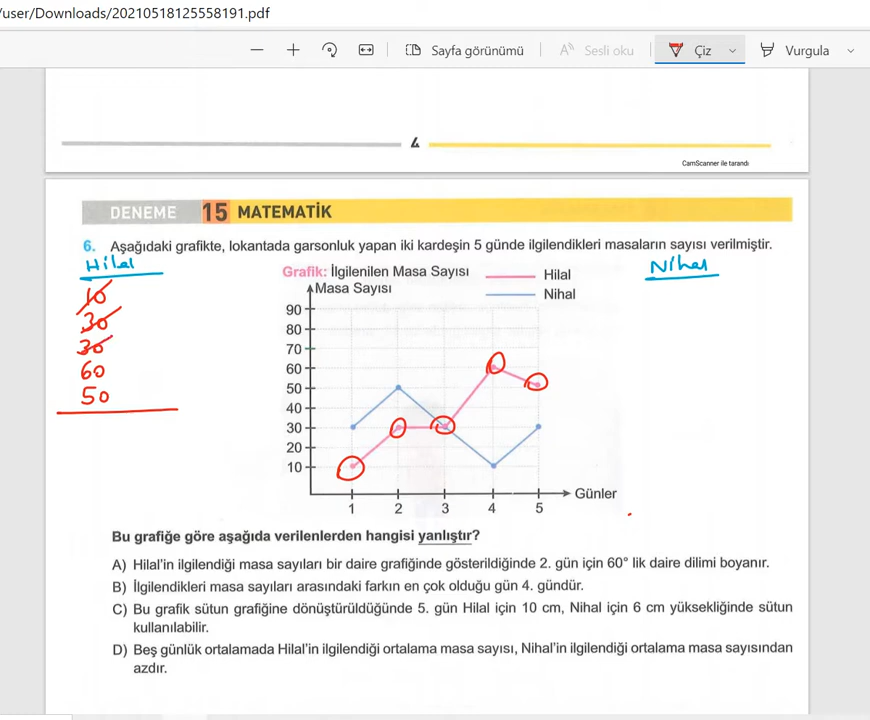 /user/Downloads/20210518125558191.pdf
Sayfa görünümü
Sesli oku
Çiz
Vurgula
4
CamScanner ile tarandı
DENEME 15 MATEMATİK
6. Aşağıdaki grafikte, lokantada garsonluk yapan iki kardeşin 5 günde ilgilendikleri masaların sayısı verilmiştir.
Hilal
Nihal
10
30
30
60
50
Grafik: İlgilenilen Masa Sayısı
Hilal
Nihal
Masa Sayısı
90
80
70
60
50
40
30
20
10
1 2 3 4 5
Günler
Bu grafiğe göre aşağıda verilenlerden hangisi yanlıştır?
A) Hilal'in ilgilendiği masa sayıları bir daire grafiğinde gösterildiğinde 2. gün için 60° lik daire dilimi boyanır.
B) İlgilendikleri masa sayıları arasındaki farkın en çok olduğu gün 4. gündür.
C) Bu grafik sütun grafiğine dönüştürüldüğünde 5. gün Hilal için 10 cm, Nihal için 6 cm yüksekliğinde sütun
kullanılabilir.
D) Beş günlük ortalamada Hilal'in ilgilendiği ortalama masa sayısı, Nihal'in ilgilendiği ortalama masa sayısından
azdır.